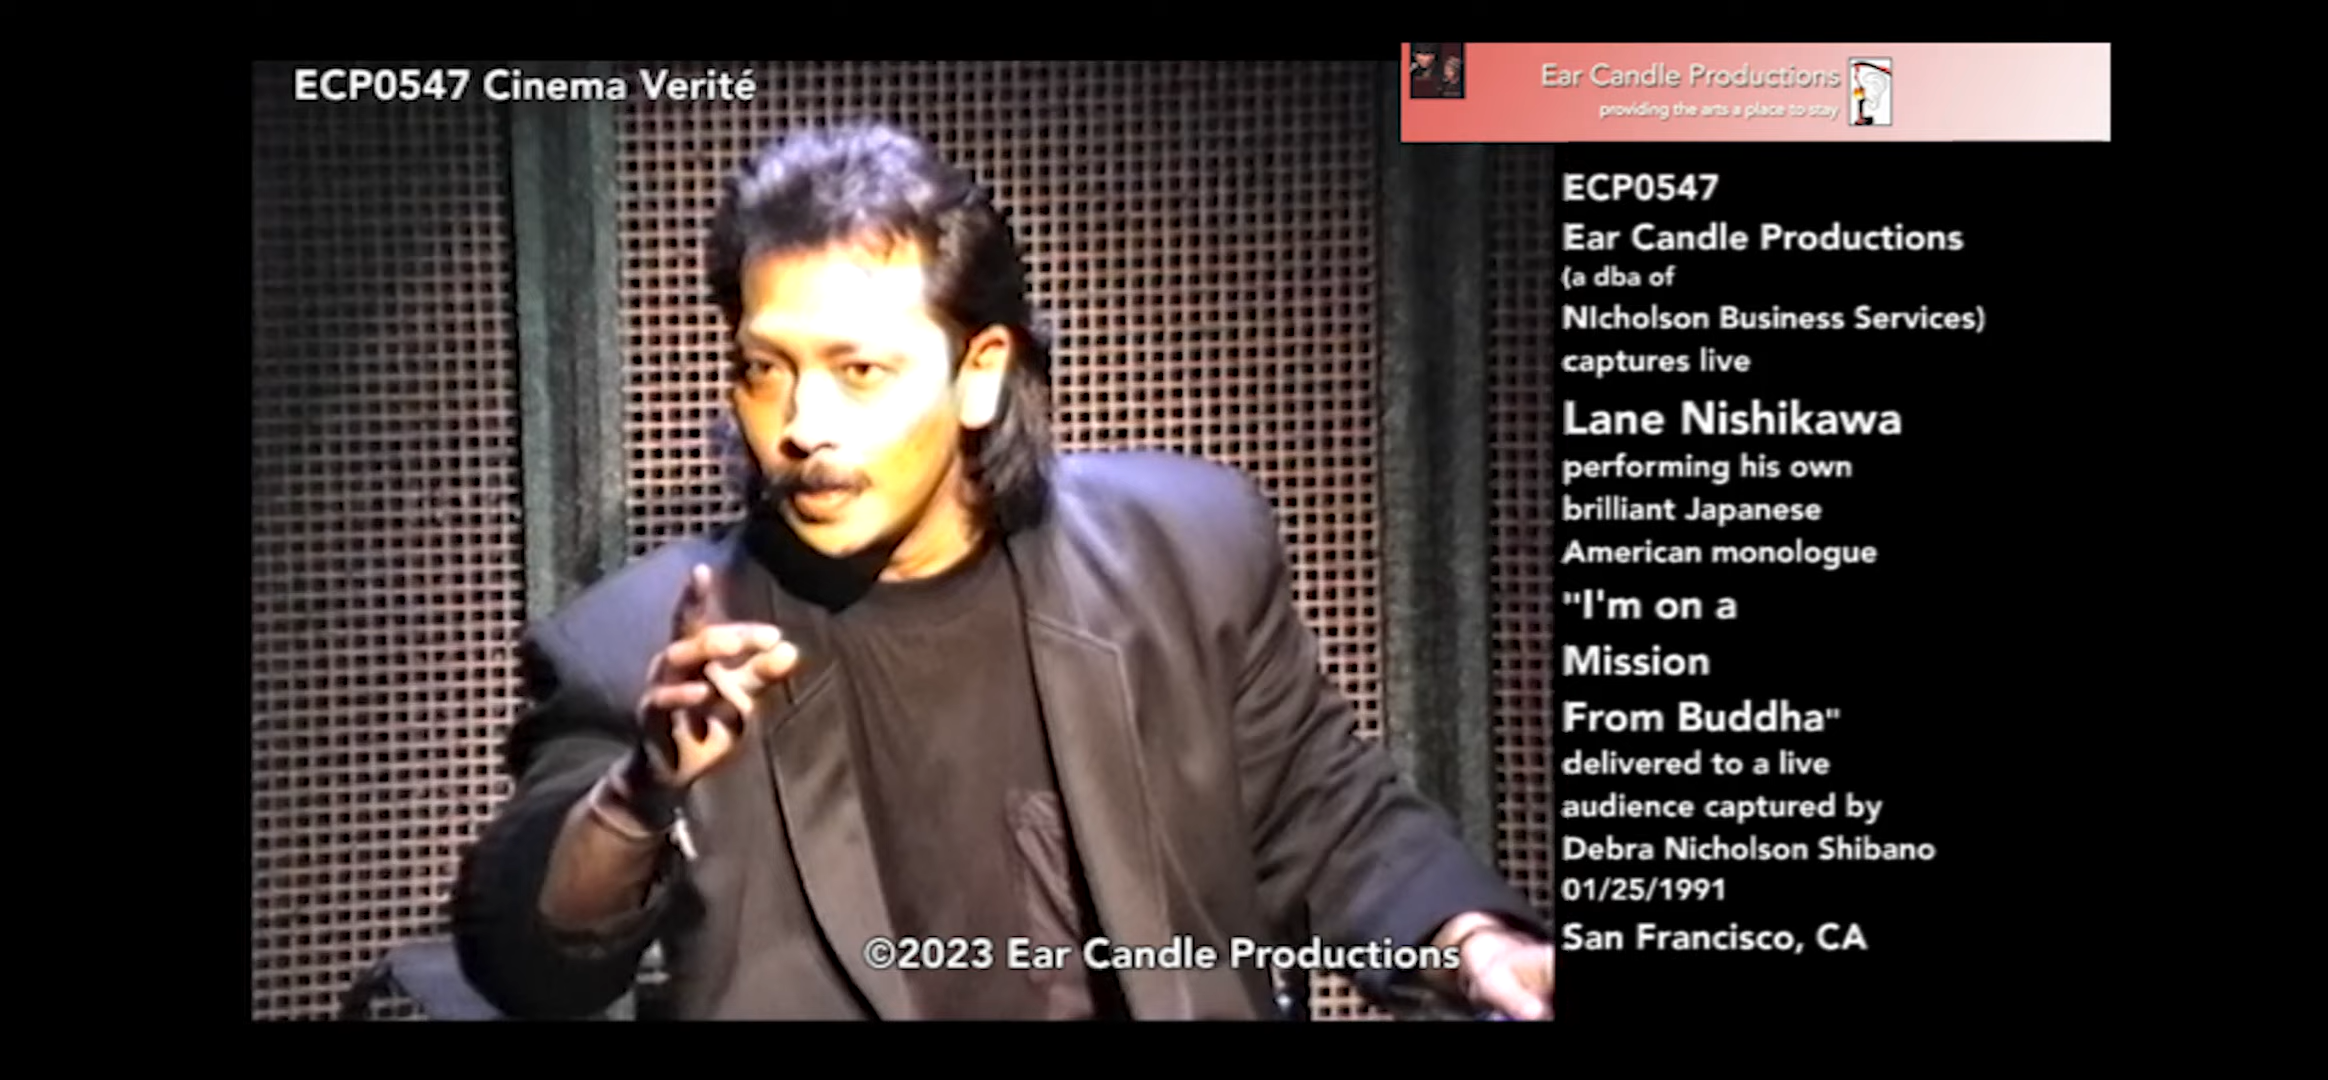 ECP0547 Cinema Verité
Ear Candle Productions
providing the arts a place to stay
ECP0547
Ear Candle Productions
(a dba of
NIcholson Business Services)
captures live
Lane Nishikawa
performing his own
brilliant Japanese
American monologue
"I'm on a
Mission
From Buddha"
delivered to a live
audience captured by
Debra Nicholson Shibano
01/25/1991
San Francisco, CA
©2023 Ear Candle Productions